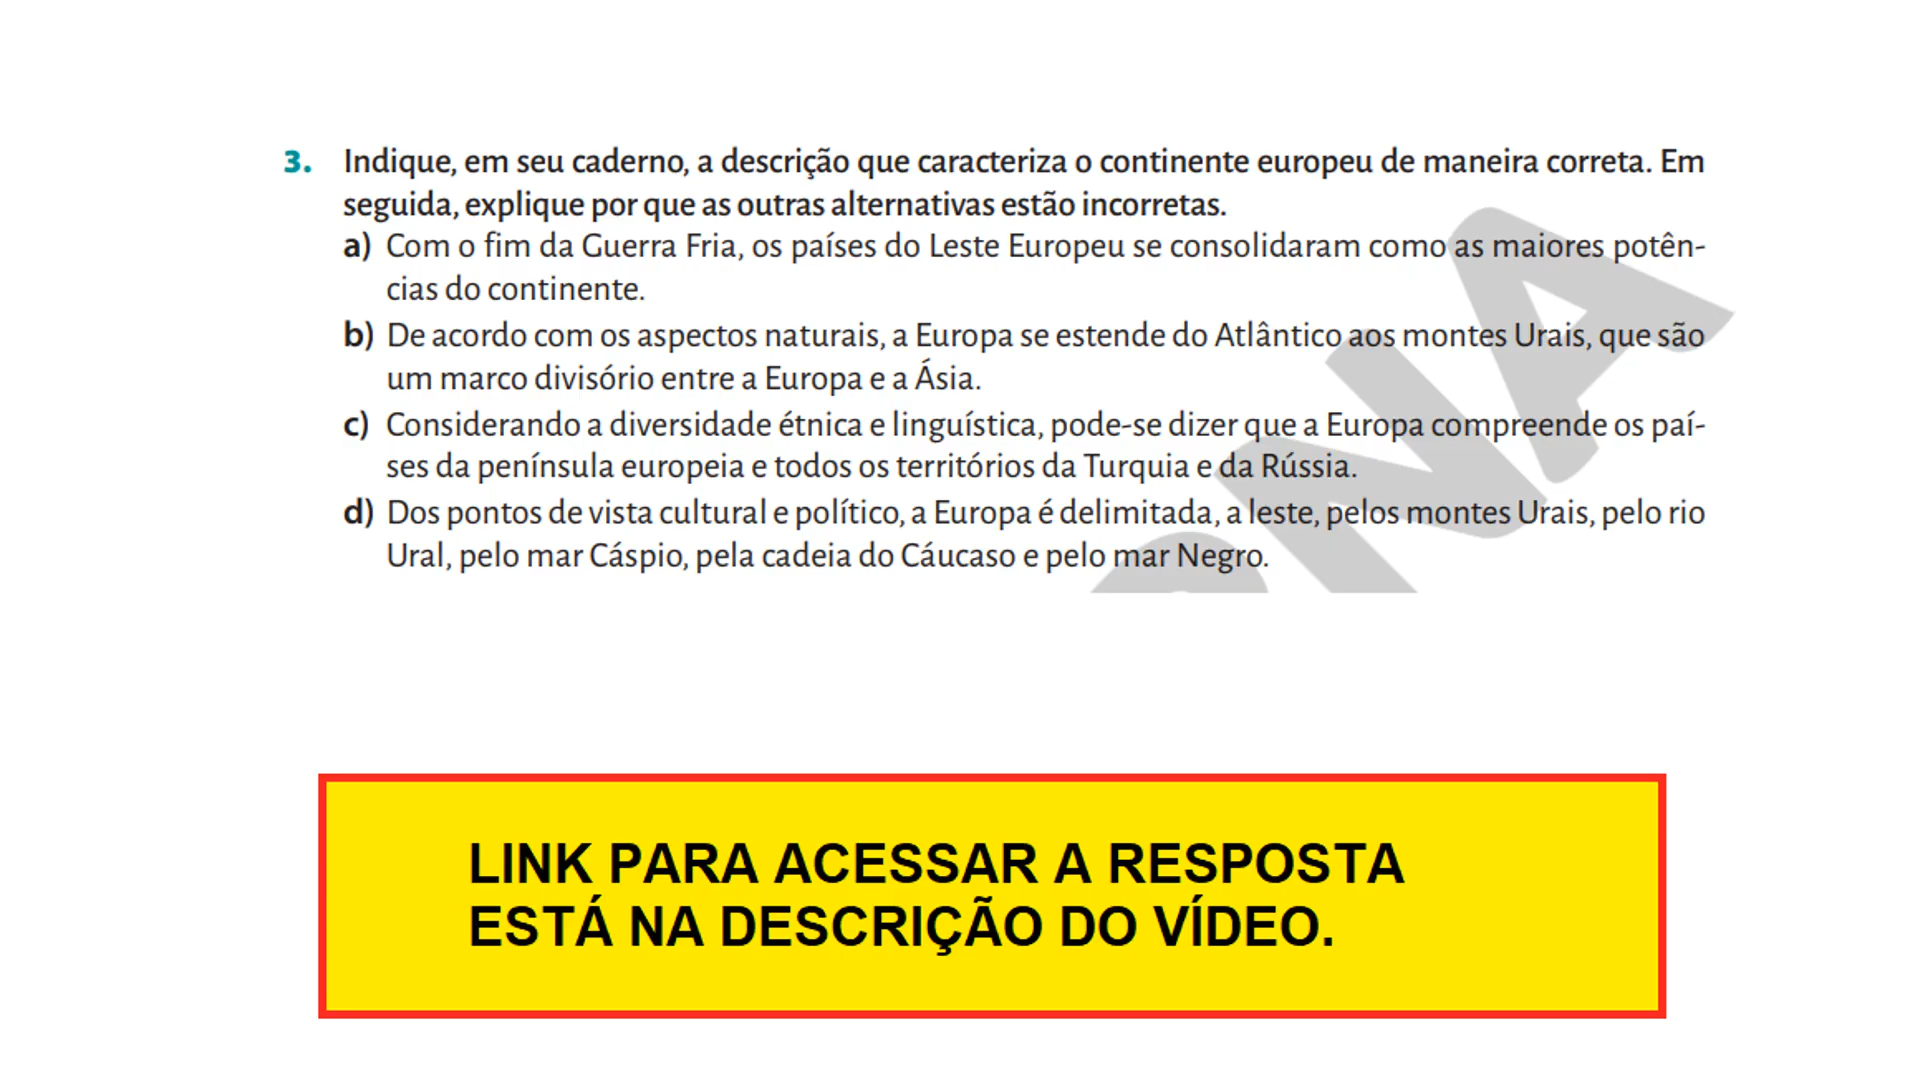 3. Indique, em seu caderno, a descrição que caracteriza o continente europeu de maneira correta. Em
seguida, explique por que as outras alternativas estão incorretas.
a) Com o fim da Guerra Fria, os países do Leste Europeu se consolidaram como as maiores potên-
cias do continente.
b) De acordo com os aspectos naturais, a Europa se estende do Atlântico aos montes Urais, que são
um marco divisório entre a Europa e a Ásia.
c) Considerando a diversidade étnica e linguística, pode-se dizer que a Europa compreende os paí-
ses da península europeia e todos os territórios da Turquia e da Rússia.
d) Dos pontos de vista cultural e político, a Europa é delimitada, a leste, pelos montes Urais, pelo rio
Ural, pelo mar Cáspio, pela cadeia do Cáucaso e pelo mar Negro.
LINK PARA ACESSAR A RESPOSTA
ESTÁ NA DESCRIÇÃO DO VÍDEO.